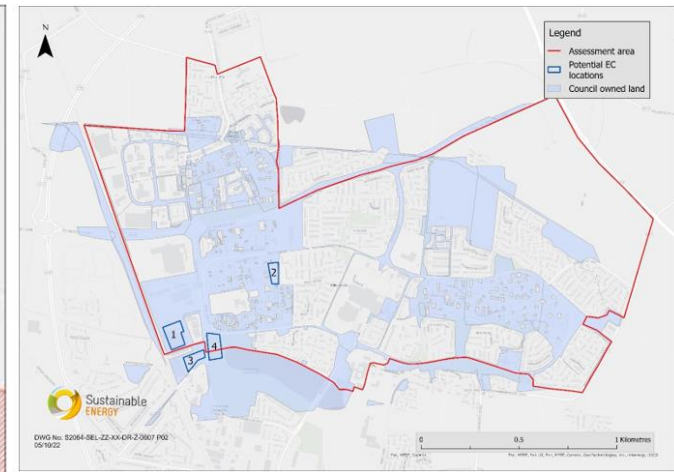 N
Legend
Assessment area
Potential EC
locations
Council owned land
2
1
4
3
Sustainable
ENERGY
DWG No: S2064-SEL-ZZ-XX-DR-Z-0007 P02
05/10/22
0 0.5 1 Kilometres